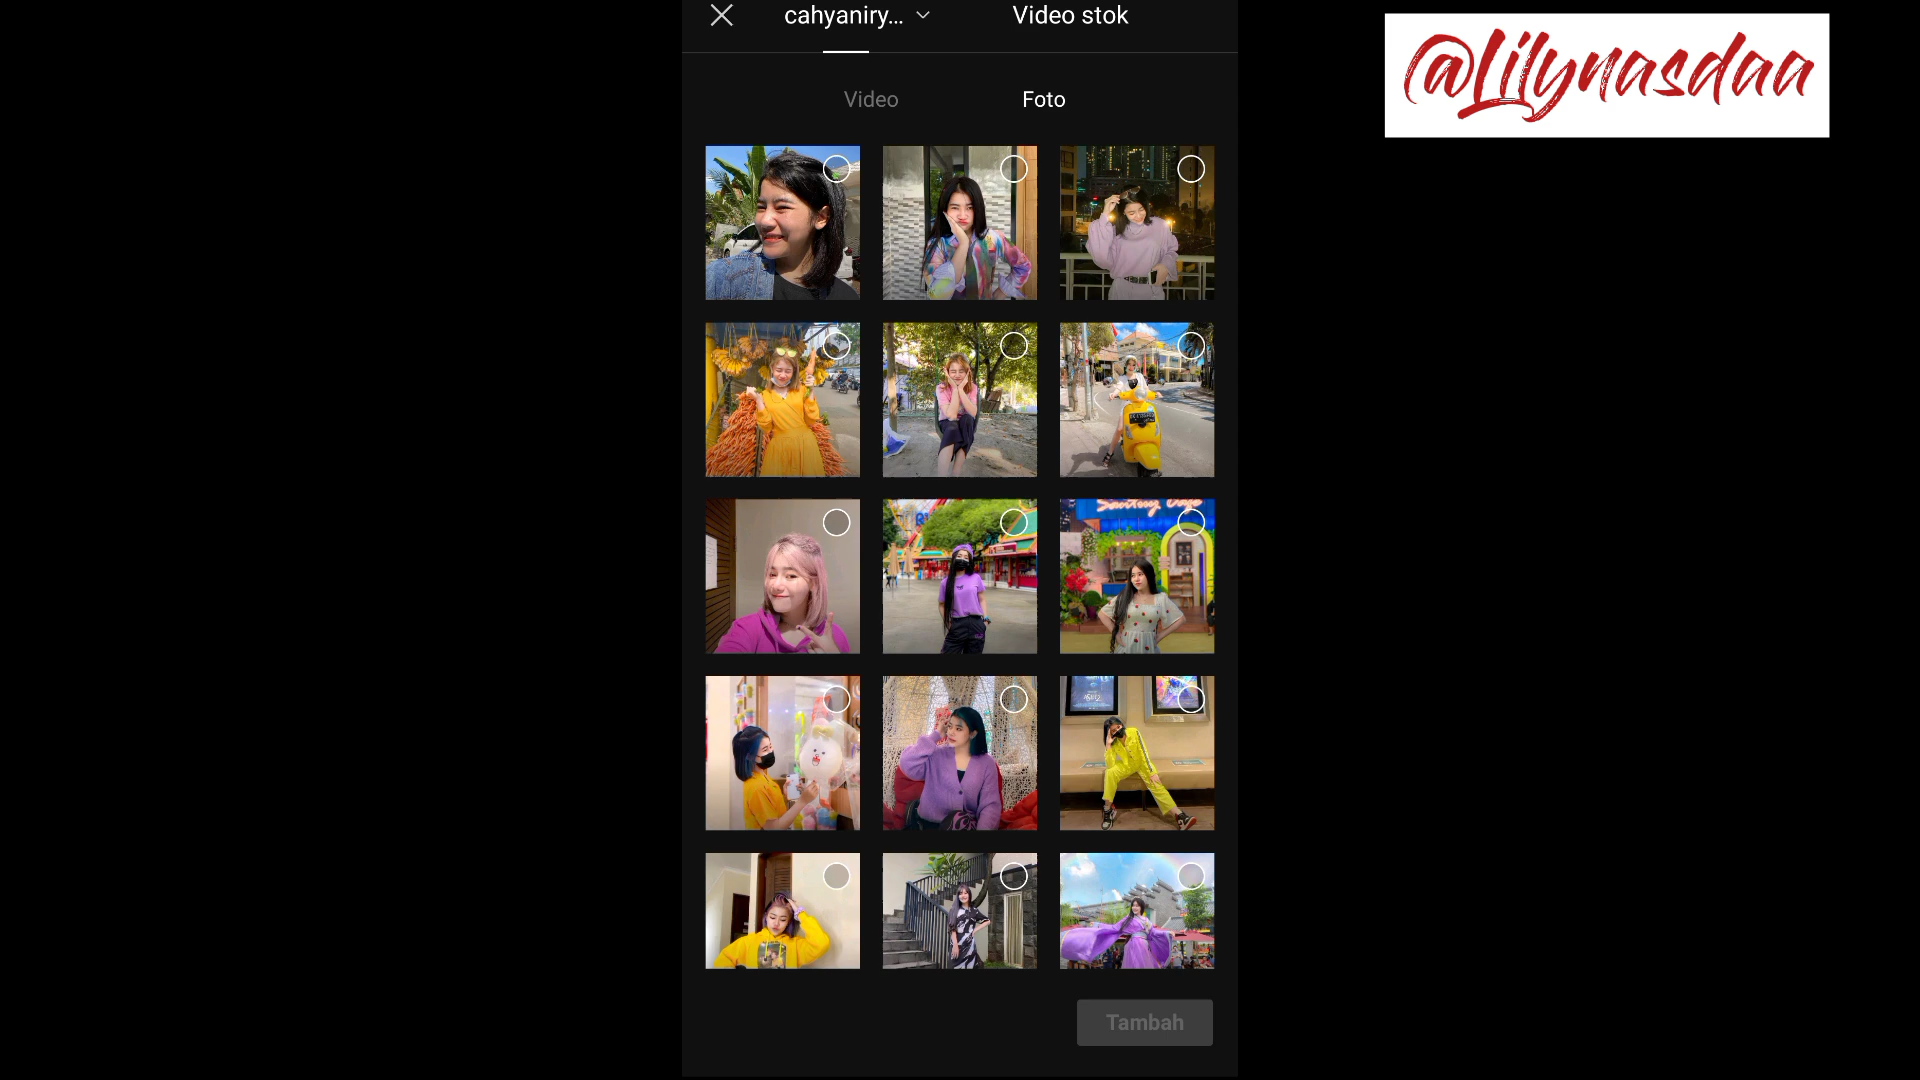 cahyaniry...
Video stok
@Lilynasdaa
Video
Foto
Tambah